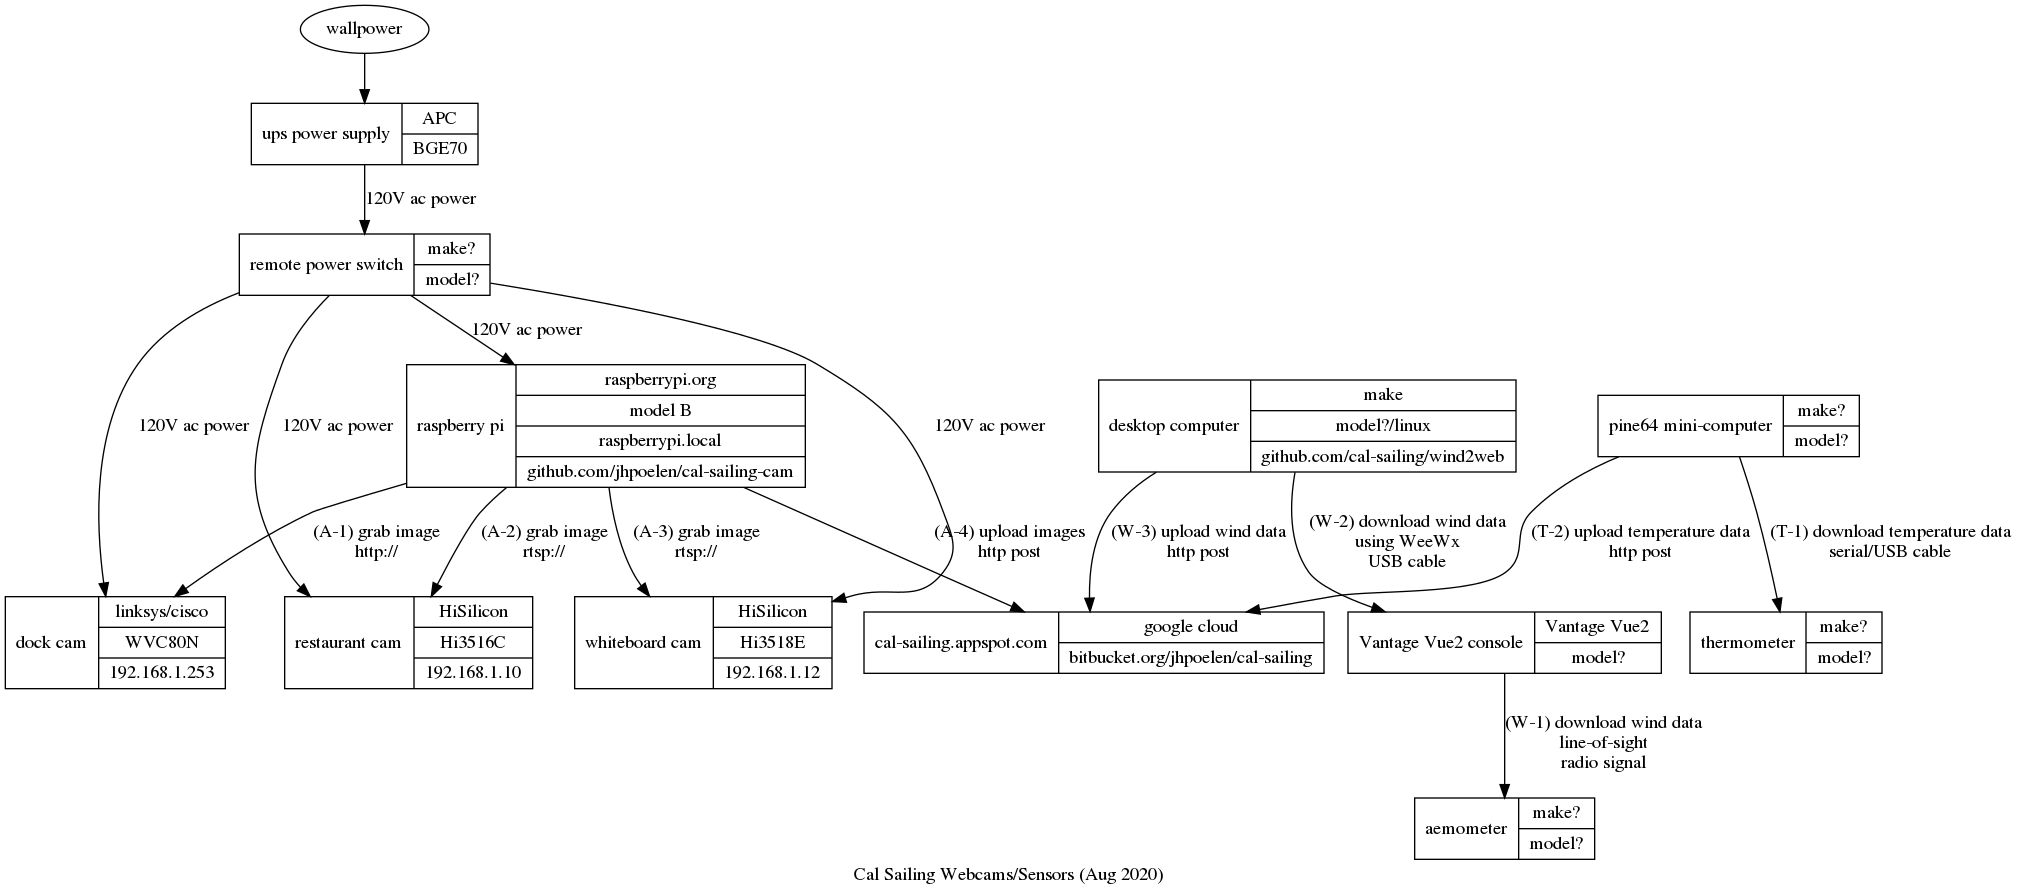 wallpower
ups power supply
APC
BGE70
120V ac power
remote power switch
make?
model?
120V ac power
raspberry pi
raspberrypi.org
model B
raspberrypi.local
github.com/jhpoelen/cal-sailing-cam
desktop computer
make
model?/linux
github.com/cal-sailing/wind2web
pine64 mini-computer
make?
model?
120V ac power
120V ac power
120V ac power
(A-1) grab image
http://
(A-2) grab image
rtsp://
(A-3) grab image
rtsp://
(A-4) upload images
http post
(W-3) upload wind data
http post
(W-2) download wind data
using WeeWx
USB cable
(T-2) upload temperature data
http post
(T-1) download temperature data
serial/USB cable
dock cam
linksys/cisco
WVC80N
192.168.1.253
restaurant cam
HiSilicon
Hi3516C
192.168.1.10
whiteboard cam
HiSilicon
Hi3518E
192.168.1.12
cal-sailing.appspot.com
google cloud
bitbucket.org/jhpoelen/cal-sailing
Vantage Vue2 console
Vantage Vue2
model?
thermometer
make?
model?
(W-1) download wind data
line-of-sight
radio signal
aemometer
make?
model?
Cal Sailing Webcams/Sensors (Aug 2020)